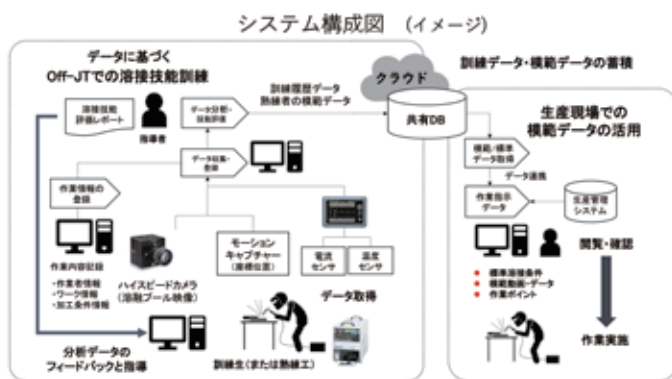 システム構成図 (イメージ)
データに基づく
Off-JTでの溶接技能訓練
溶接技能
評価レポート
指導者
データ分析・
技能評価
訓練履歴データ
熟練者の模範データ
クラウド
共有DB
訓練データ・模範データの蓄積
生産現場での
模範データの活用
模範/標準
データ取得
データ連携
作業指示
データ
生産管理
システム
閲覧・確認
標準溶接条件
模範動画・データ
作業ポイント
作業実施
データ収集・
登録
作業情報の
登録
作業内容記録
・作業者情報
・ワーク情報
・加工条件情報
ハイスピードカメラ
(溶融プール映像)
モーション
キャプチャー
(座標位置)
電流
センサ
温度
センサ
データ取得
分析データの
フィードバックと指導
訓練生(または熟練工)